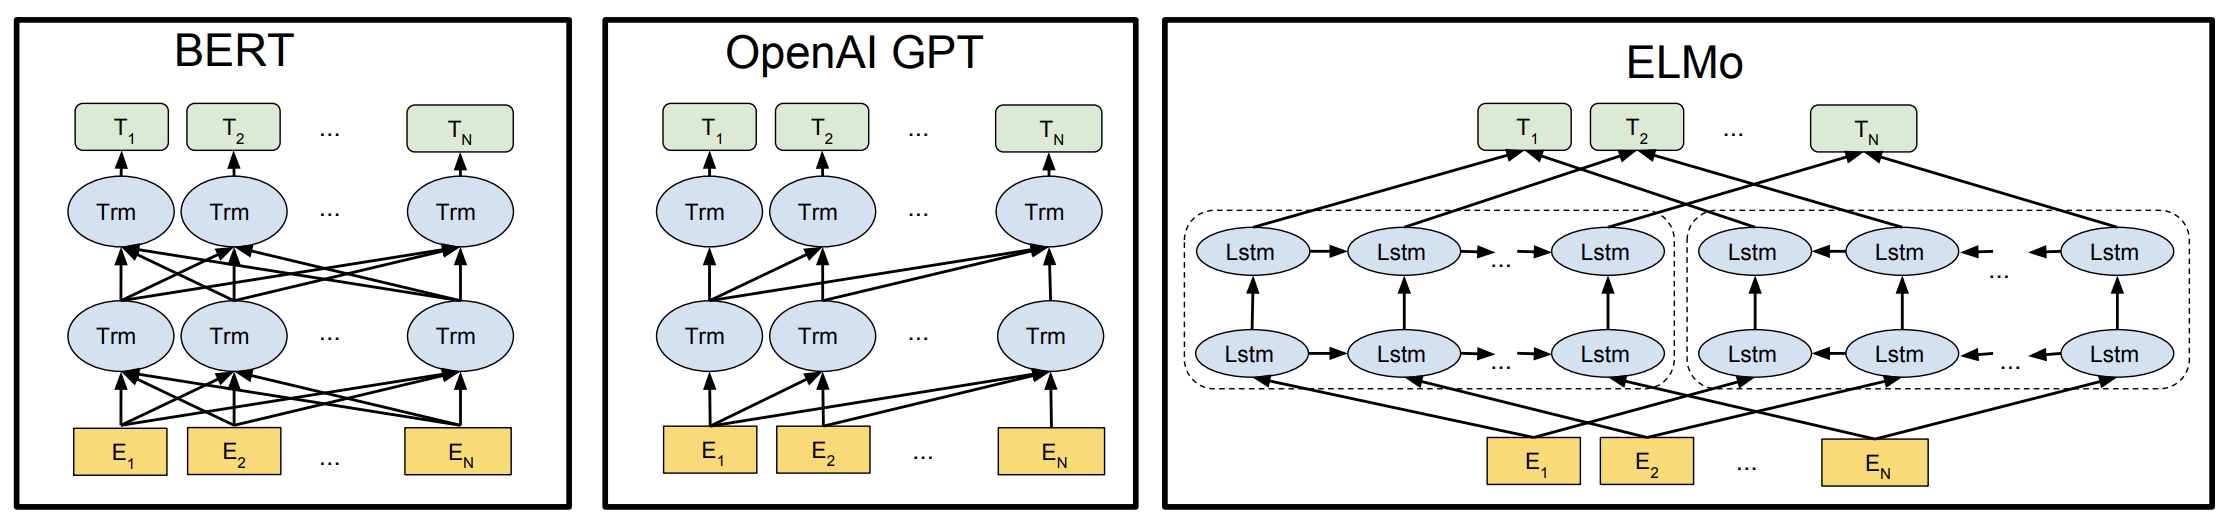 BERT
T1 T2 ... TN
Trm Trm ... Trm
Trm Trm ... Trm
E1 E2 ... EN
OpenAI GPT
T1 T2 ... TN
Trm Trm ... Trm
Trm Trm ... Trm
E1 E2 ... EN
ELMo
T1 T2 ... TN
Lstm Lstm ... Lstm Lstm Lstm ... Lstm
Lstm Lstm ... Lstm Lstm Lstm ... Lstm
E1 E2 ... EN